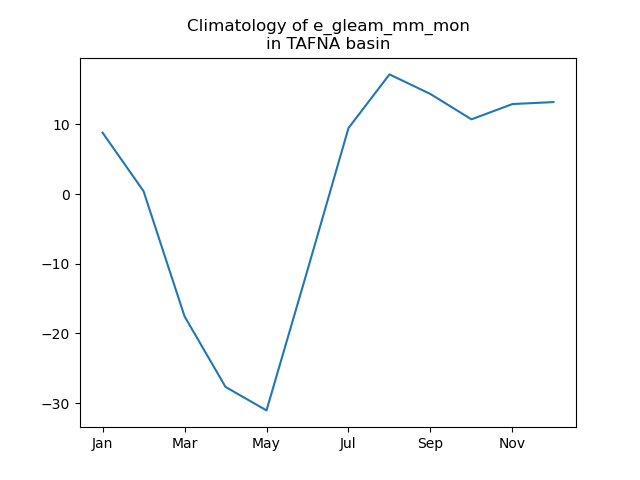 Climatology of e_gleam_mm_mon
in TAFNA basin
10
0
−10
−20
−30
Jan
Mar
May
Jul
Sep
Nov